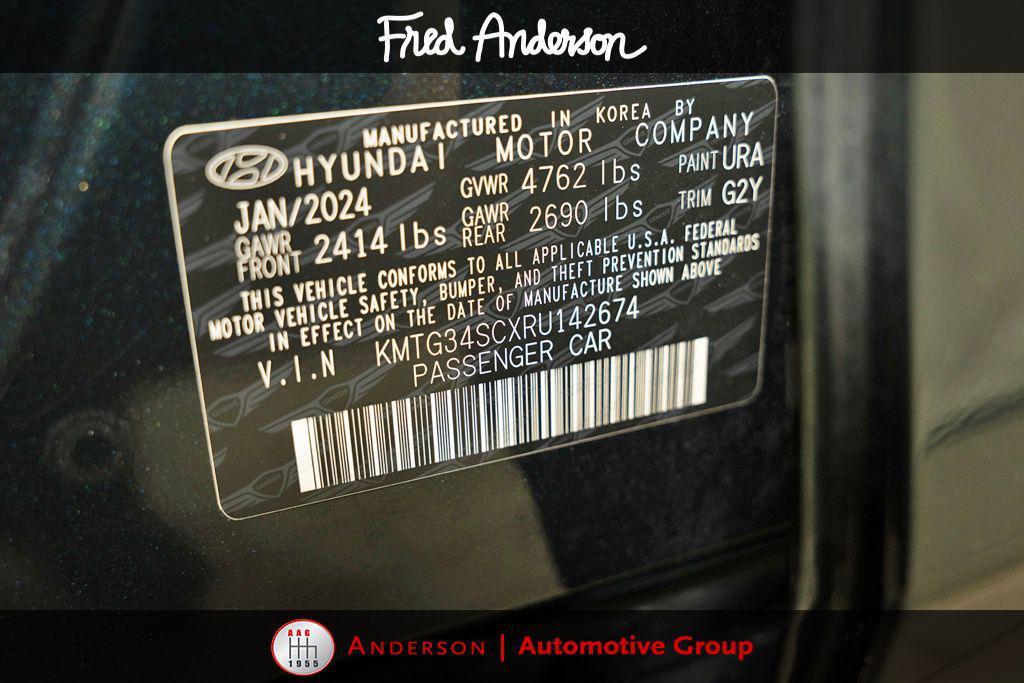 Fred Anderson
MANUFACTURED IN KOREA BY
HYUNDAI MOTOR COMPANY
JAN/2024 GVWR 4762 lbs PAINT URA
GAWR FRONT 2414 lbs GAWR REAR 2690 lbs TRIM G2Y
THIS VEHICLE CONFORMS TO ALL APPLICABLE U.S.A. FEDERAL
MOTOR VEHICLE SAFETY, BUMPER, AND THEFT PREVENTION STANDARDS
IN EFFECT ON THE DATE OF MANUFACTURE SHOWN ABOVE
V.I.N KMTG34SCXRU142674
PASSENGER CAR
AAG
1955
ANDERSON | Automotive Group